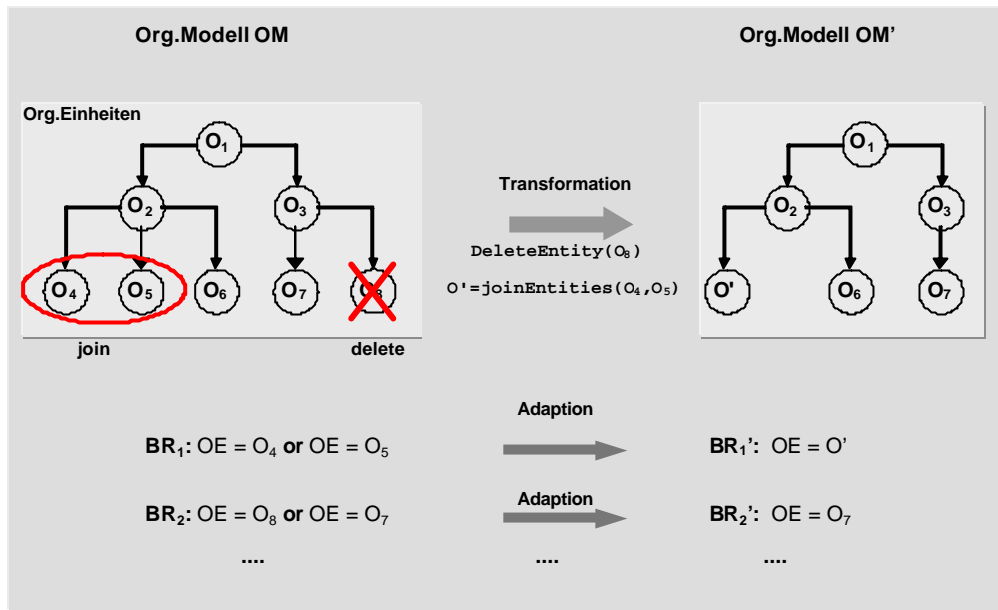 Org.Modell OM
Org.Modell OM’
Org.Einheiten
O1
O2
O3
O4
O5
O6
O7
O8
join
delete
Transformation
DeleteEntity(O8)
O'=joinEntities(O4,O5)
O1
O2
O3
O'
O6
O7
Adaption
BR1: OE = O4 or OE = O5
BR1’: OE = O’
Adaption
BR2: OE = O8 or OE = O7
BR2’: OE = O7
....
....
....